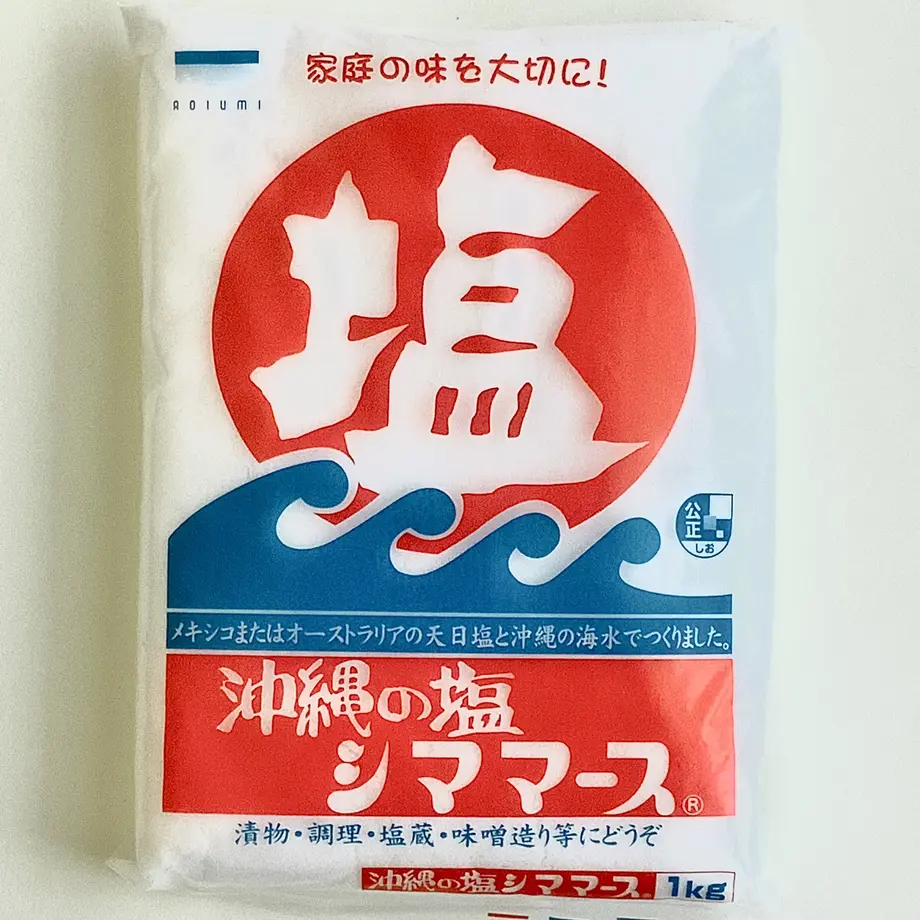 家庭の味を大切に!
AOIUMI
塩
公正
しお
メキシコまたはオーストラリアの天日塩と沖縄の海水でつくりました。
沖縄の塩
シママース®
漬物・調理・塩蔵・味噌造り等にどうぞ
沖縄の塩シママース® 1kg